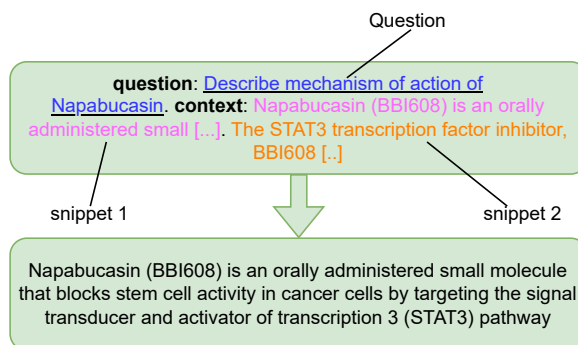 Question
question: Describe mechanism of action of
Napabucasin. context: Napabucasin (BBI608) is an orally
administered small [...]. The STAT3 transcription factor inhibitor,
BBI608 [..]
snippet 1
snippet 2
Napabucasin (BBI608) is an orally administered small molecule
that blocks stem cell activity in cancer cells by targeting the signal
transducer and activator of transcription 3 (STAT3) pathway